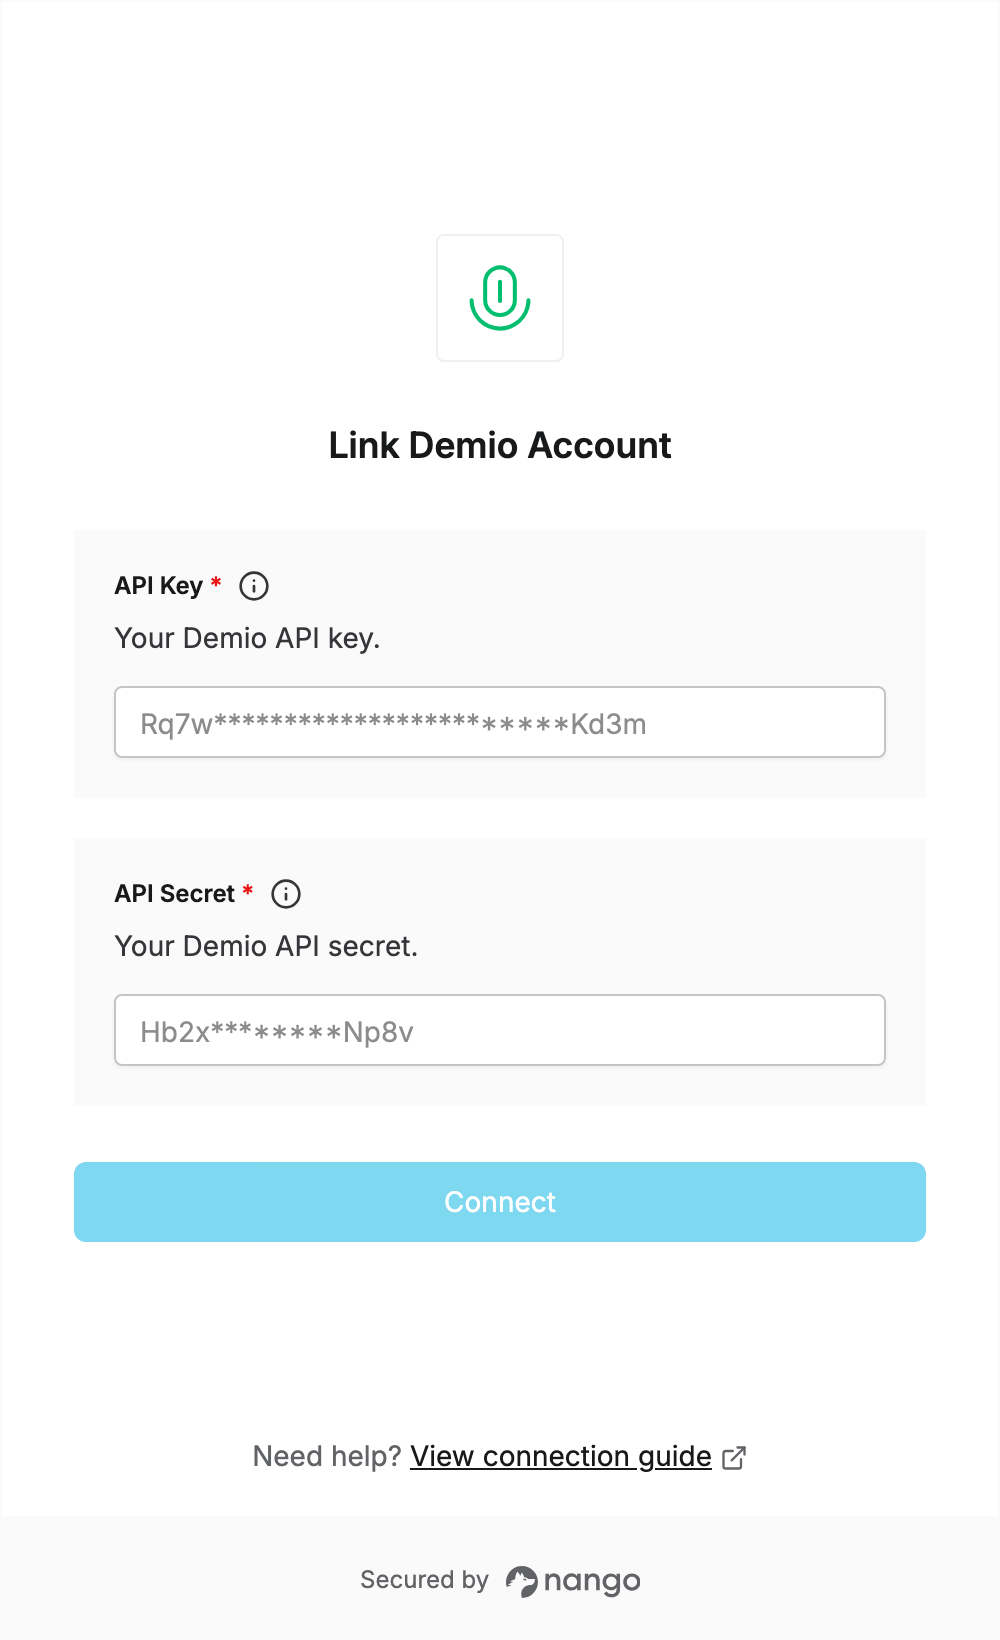 Link Demio Account
API Key *
Your Demio API key.
Rq7w*************************Kd3m
API Secret *
Your Demio API secret.
Hb2x*********Np8v
Connect
Need help? View connection guide
Secured by nango